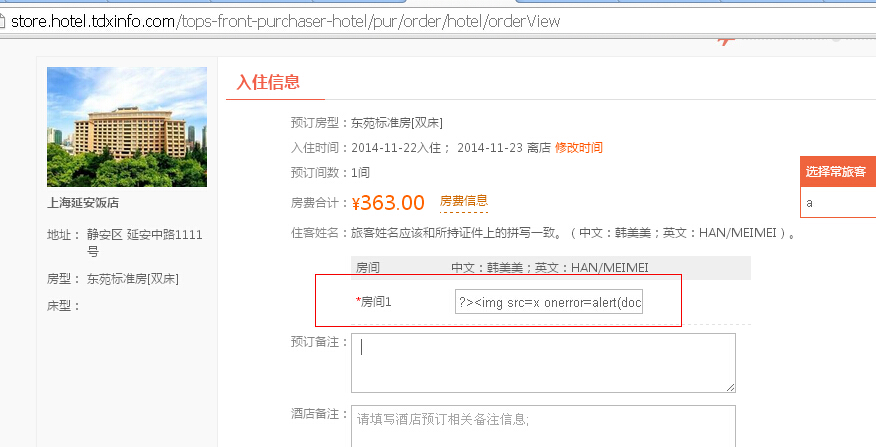 store.hotel.tdxinfo.com/tops-front-purchaser-hotel/pur/order/hotel/orderView
上海延安饭店
地址： 静安区 延安中路1111号
房型： 东苑标准房[双床]
床型：
入住信息
预订房型：东苑标准房[双床]
入住时间：2014-11-22入住； 2014-11-23 离店 修改时间
预订间数：1间
房费合计：¥363.00 房费信息
住客姓名：旅客姓名应该和所持证件上的拼写一致。（中文：韩美美；英文：HAN/MEIMEI）。
房间 中文：韩美美；英文：HAN/MEIMEI
*房间1 ?><img src=x onerror=alert(doc
预订备注：
酒店备注： 请填写酒店预订相关备注信息;
选择常旅客
a